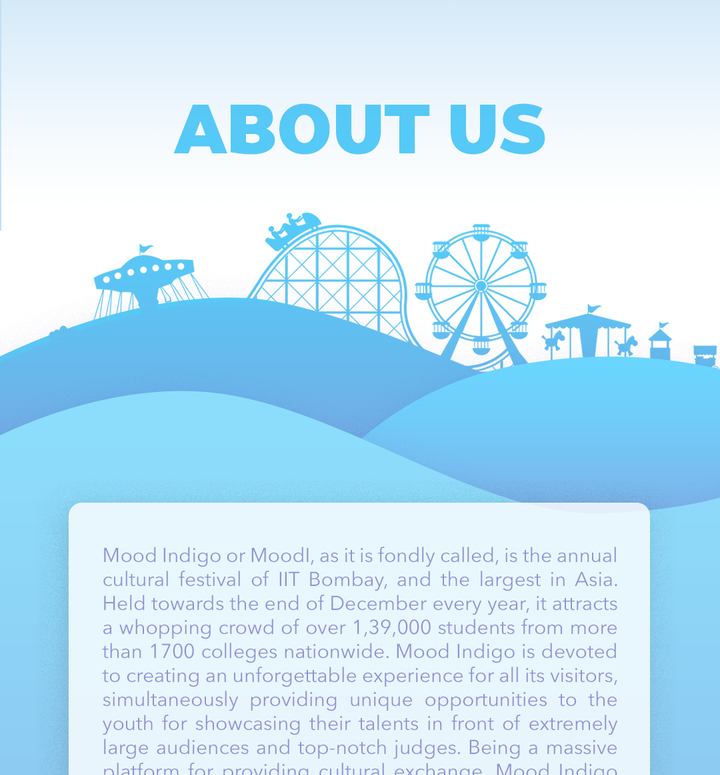 ABOUT US
Mood Indigo or MoodI, as it is fondly called, is the annual
cultural festival of IIT Bombay, and the largest in Asia.
Held towards the end of December every year, it attracts
a whopping crowd of over 1,39,000 students from more
than 1700 colleges nationwide. Mood Indigo is devoted
to creating an unforgettable experience for all its visitors,
simultaneously providing unique opportunities to the
youth for showcasing their talents in front of extremely
large audiences and top-notch judges. Being a massive
platform for providing cultural exchange, Mood Indigo